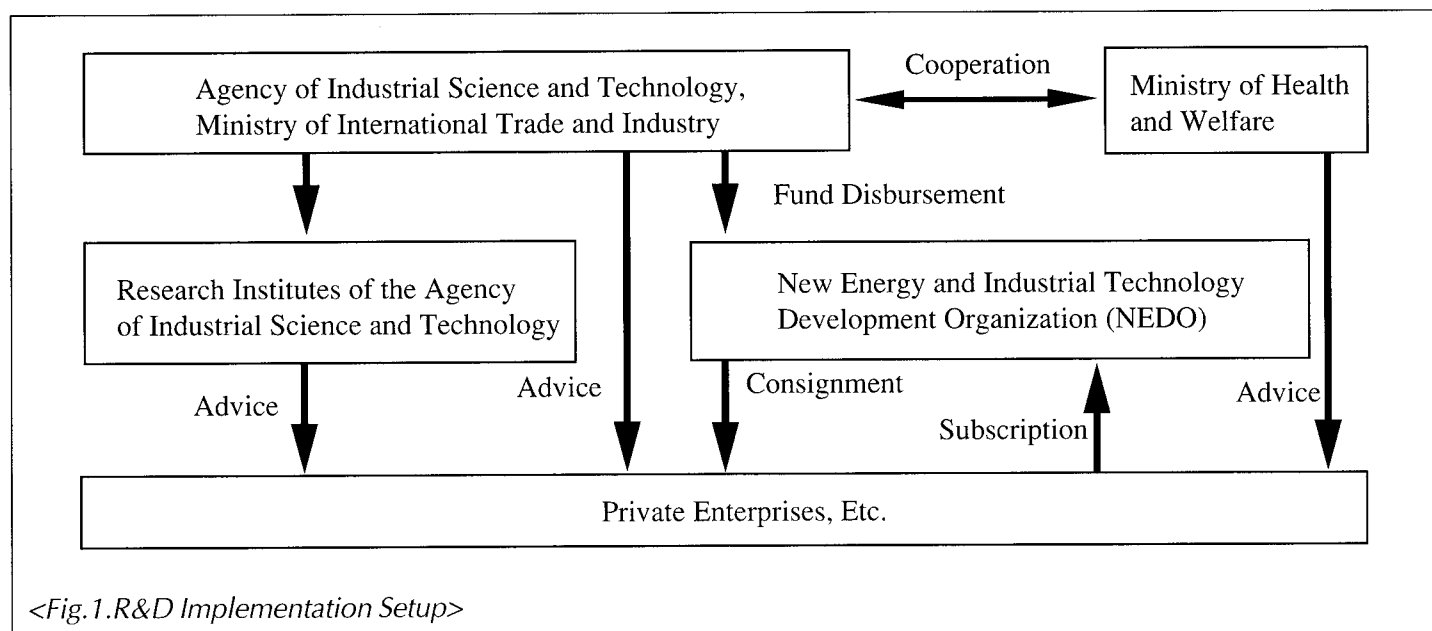 Agency of Industrial Science and Technology,
Ministry of International Trade and Industry
Cooperation
Ministry of Health
and Welfare
Fund Disbursement
Research Institutes of the Agency
of Industrial Science and Technology
New Energy and Industrial Technology
Development Organization (NEDO)
Advice
Advice
Consignment
Subscription
Advice
Private Enterprises, Etc.
<Fig.1.R&D Implementation Setup>